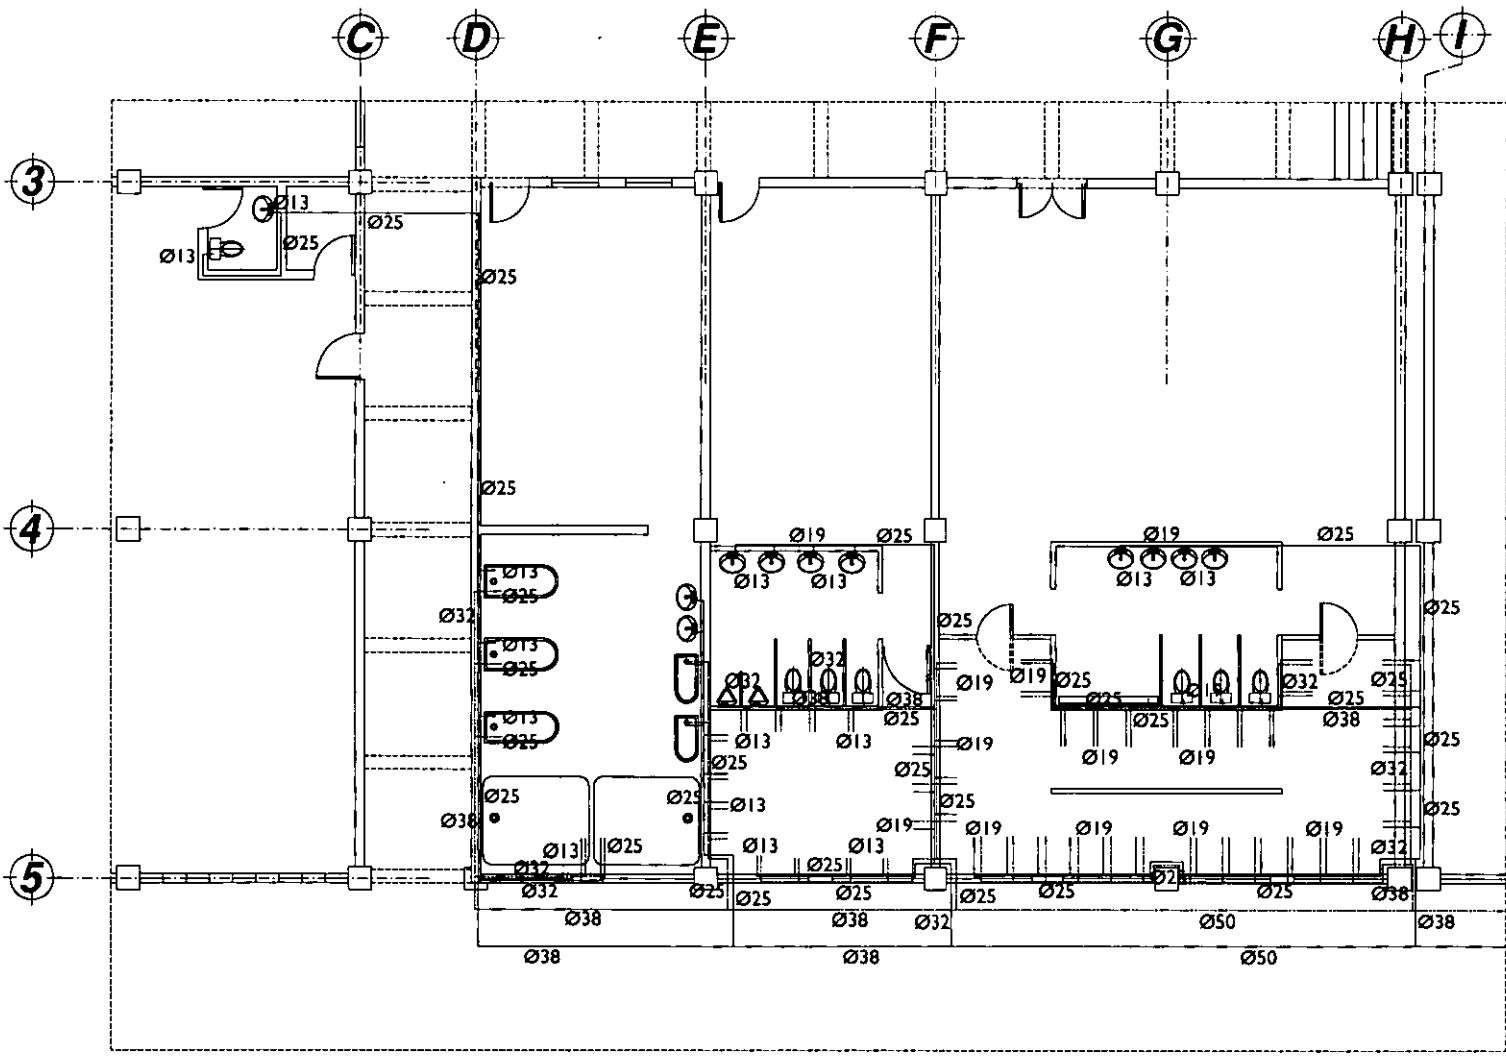 C D E F G H I
3
Ø13 Ø25
Ø25
Ø13
Ø25
Ø25
4
Ø19 Ø25 Ø19 Ø25
Ø13 Ø13 Ø13 Ø13 Ø13
Ø25
Ø32 Ø25 Ø25
Ø13 Ø32
Ø25 Ø19 Ø19 Ø25 Ø32 Ø25
Ø32 Ø38 Ø38 Ø25 Ø25
Ø13 Ø25 Ø25 Ø38
Ø25 Ø13 Ø13 Ø19 Ø19 Ø19 Ø25
Ø25 Ø25 Ø32
Ø25 Ø25 Ø13 Ø25 Ø25
Ø38 Ø19 Ø19 Ø19 Ø19 Ø19
Ø13 Ø25 Ø13 Ø13 Ø32
5
Ø32 Ø25
Ø32 Ø25 Ø25 Ø25 Ø25 Ø25 Ø38
Ø25
Ø38 Ø38 Ø32 Ø50 Ø38
Ø38 Ø38 Ø50